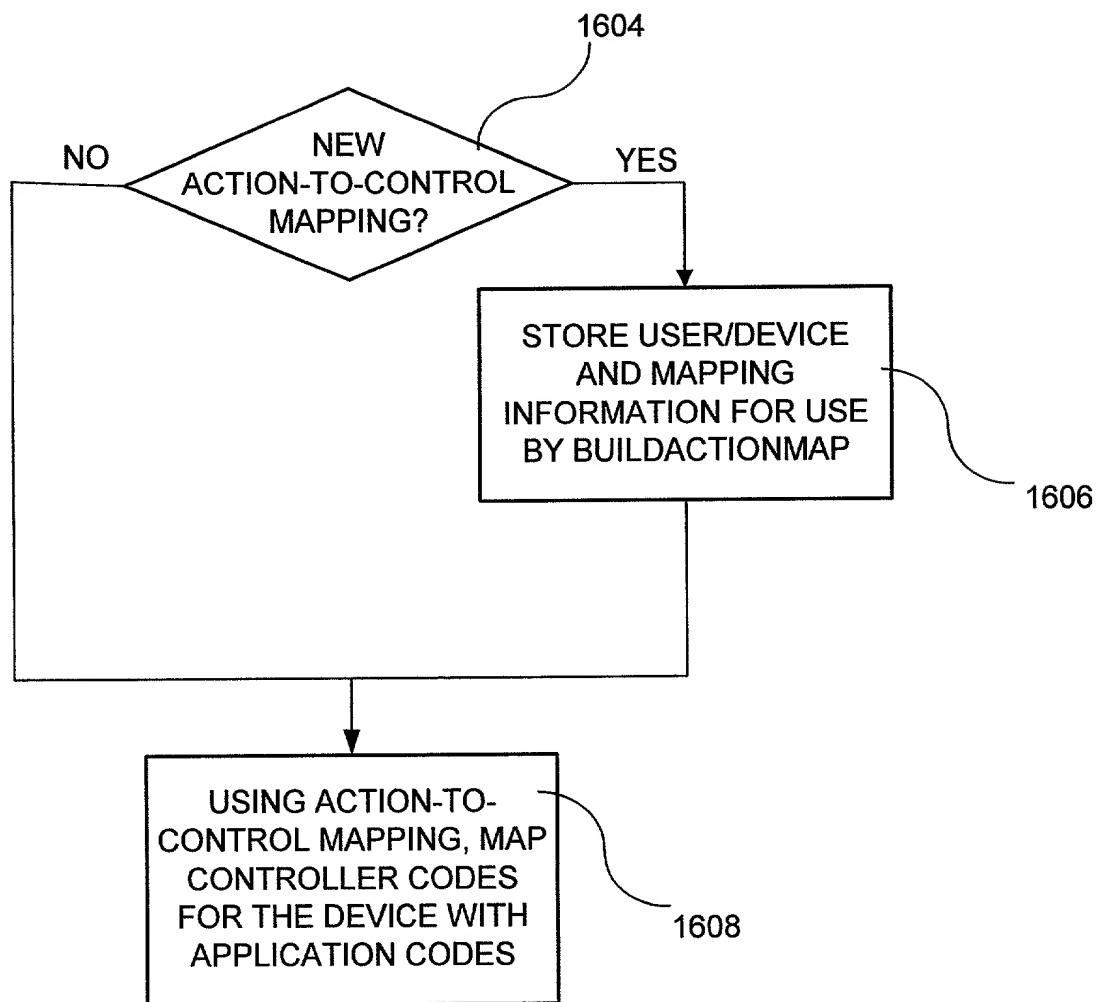 1604
NO
NEW
ACTION-TO-CONTROL
MAPPING?
YES
STORE USER/DEVICE
AND MAPPING
INFORMATION FOR USE
BY BUILDACTIONMAP
1606
USING ACTION-TO-
CONTROL MAPPING, MAP
CONTROLLER CODES
FOR THE DEVICE WITH
APPLICATION CODES
1608